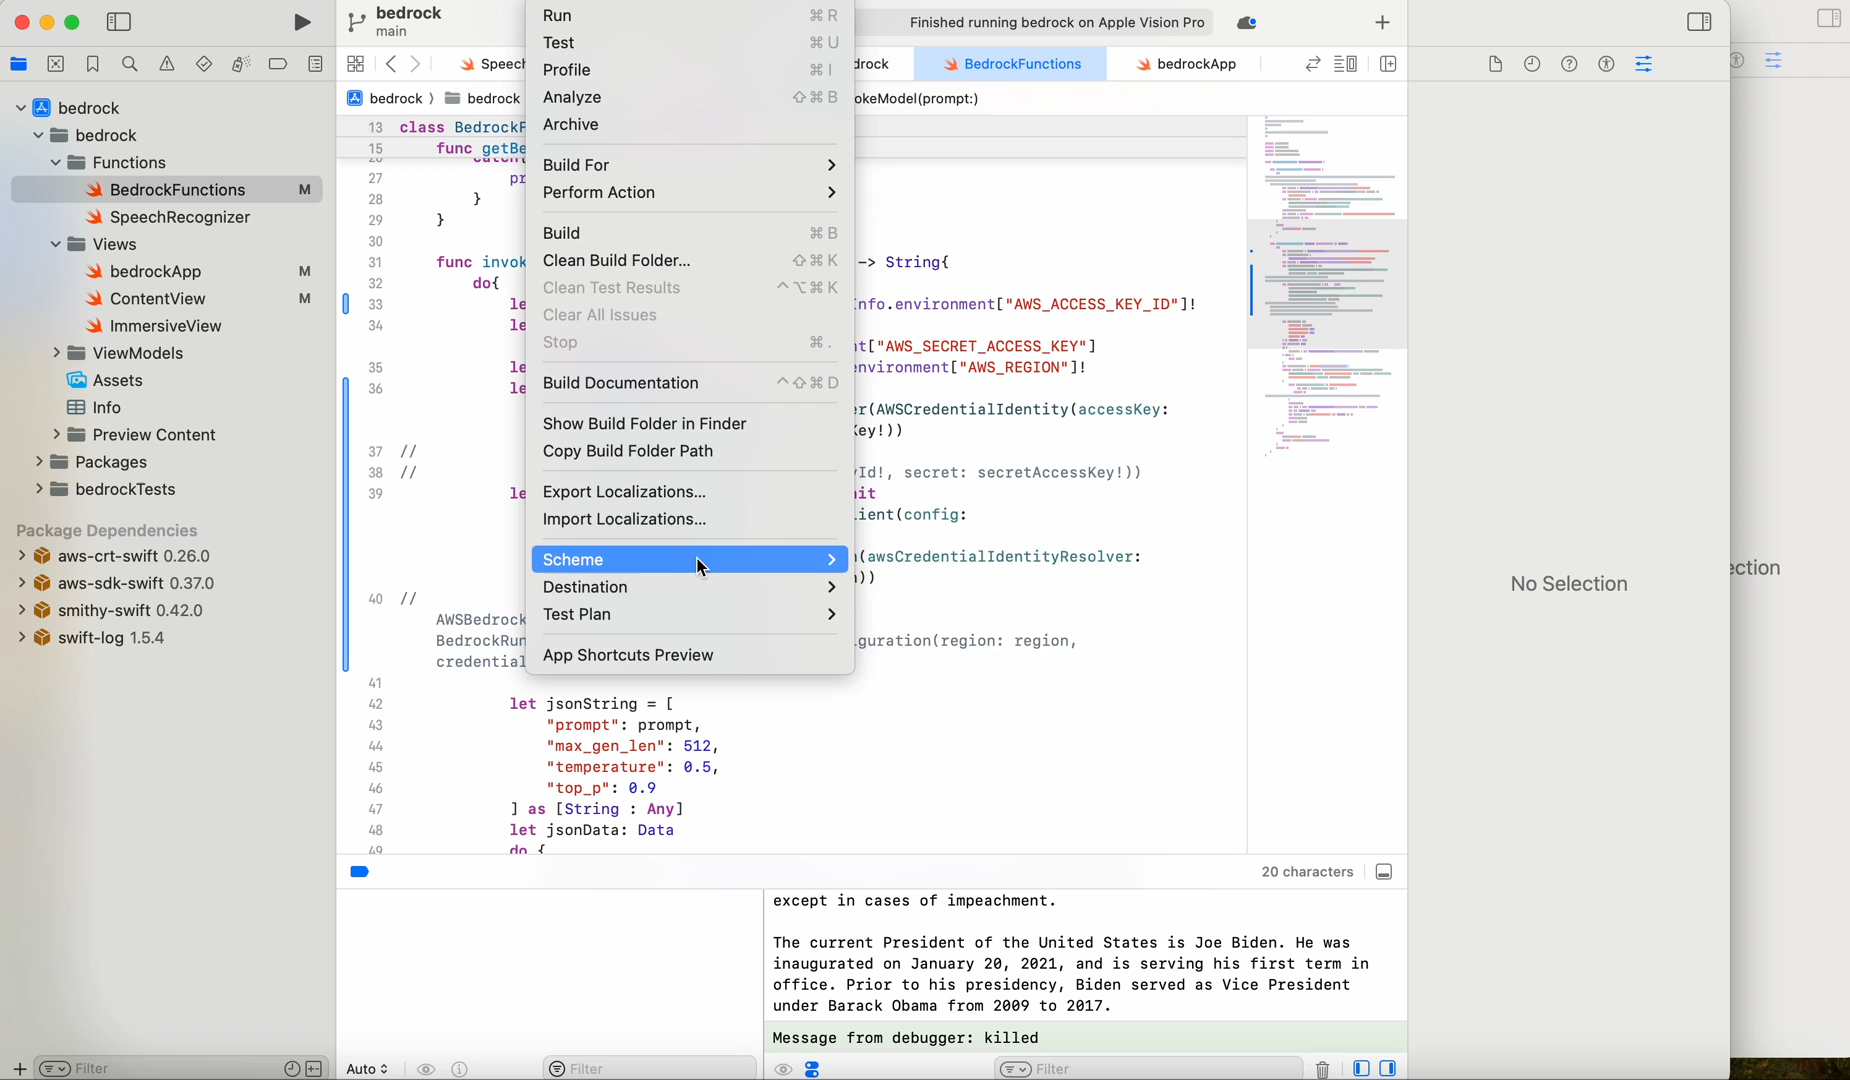 bedrock
main
Finished running bedrock on Apple Vision Pro
Run ⌘ R
Test ⌘ U
Profile ⌘ I
Analyze ⇧ ⌘ B
Archive
Build For
Perform Action
Build ⌘ B
Clean Build Folder... ⇧ ⌘ K
Clean Test Results ^ ⌥ ⌘ K
Clear All Issues
Stop ⌘ .
Build Documentation ^ ⇧ ⌘ D
Show Build Folder in Finder
Copy Build Folder Path
Export Localizations...
Import Localizations...
Scheme
Destination
Test Plan
App Shortcuts Preview
Speech
drock
BedrockFunctions
bedrockApp
bedrock 〉 bedrock
okeModel(prompt:)
bedrock
bedrock
Functions
BedrockFunctions M
SpeechRecognizer
Views
bedrockApp M
ContentView M
ImmersiveView
ViewModels
Assets
Info
Preview Content
Packages
bedrockTests
Package Dependencies
aws-crt-swift 0.26.0
aws-sdk-swift 0.37.0
smithy-swift 0.42.0
swift-log 1.5.4
Filter
13 class BedrockF
15 func getBe
27 pr
28 }
29 }
30
31 func invok -> String{
32 do{
33 le nfo.environment["AWS_ACCESS_KEY_ID"]!
34 le
t["AWS_SECRET_ACCESS_KEY"]
35 le nvironment["AWS_REGION"]!
36 le
r(AWSCredentialIdentity(accessKey:
Key!))
37 //
38 // Id!, secret: secretAccessKey!))
39 le it
ient(config:
(awsCredentialIdentityResolver:
))
40 //
AWSBedrock
BedrockRun guration(region: region,
credential
41
42 let jsonString = [
43 "prompt": prompt,
44 "max_gen_len": 512,
45 "temperature": 0.5,
46 "top_p": 0.9
47 ] as [String : Any]
48 let jsonData: Data
49 do {
20 characters
except in cases of impeachment.
The current President of the United States is Joe Biden. He was
inaugurated on January 20, 2021, and is serving his first term in
office. Prior to his presidency, Biden served as Vice President
under Barack Obama from 2009 to 2017.
Message from debugger: killed
Auto
Filter
Filter
No Selection
ection